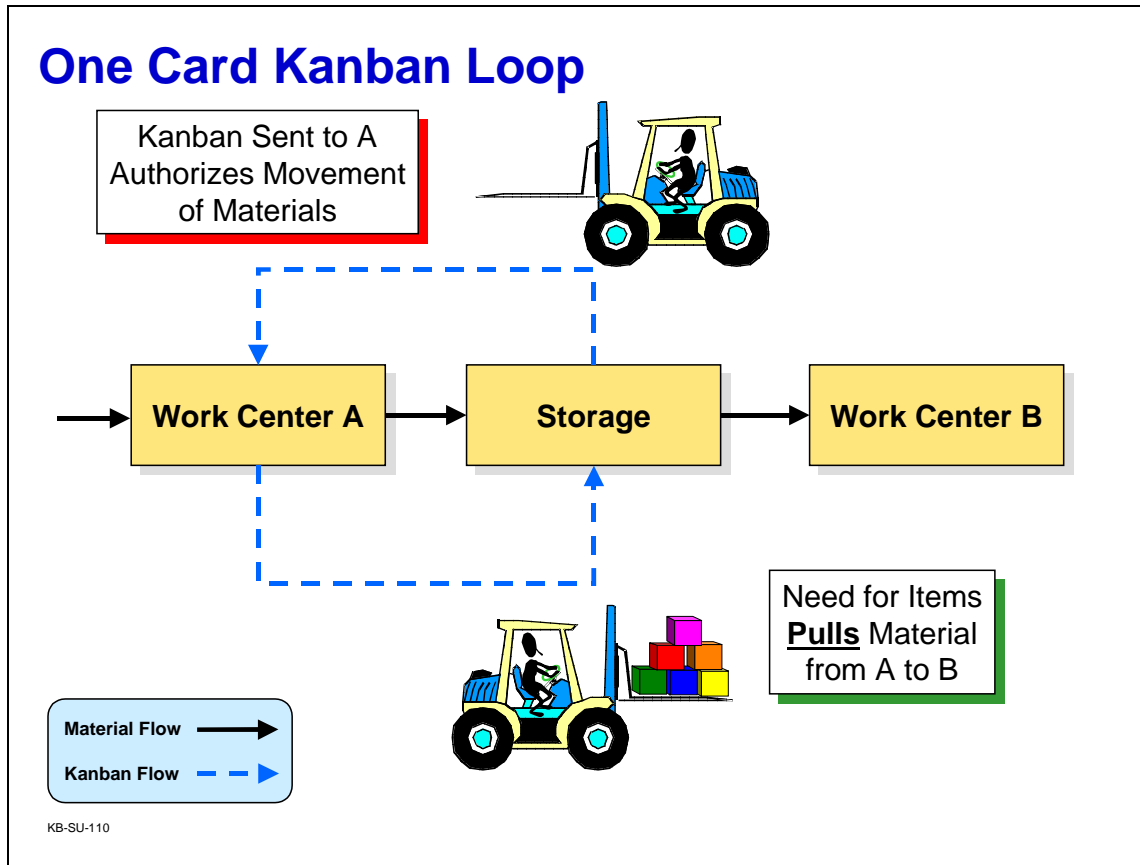 One Card Kanban Loop
Kanban Sent to A
Authorizes Movement
of Materials
Work Center A
Storage
Work Center B
Need for Items
Pulls Material
from A to B
Material Flow
Kanban Flow
KB-SU-110